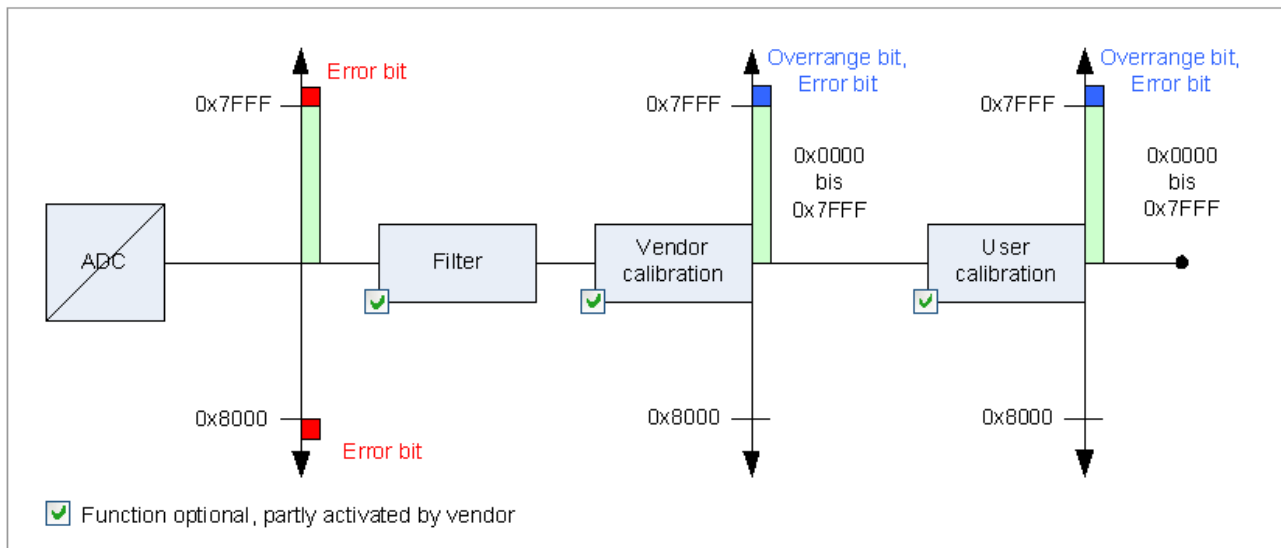 Error bit
Overrange bit,
Error bit
Overrange bit,
Error bit
0x7FFF
0x7FFF
0x7FFF
0x0000
bis
0x7FFF
0x0000
bis
0x7FFF
ADC
Filter
Vendor
calibration
User
calibration
0x8000
0x8000
0x8000
Error bit
Function optional, partly activated by vendor